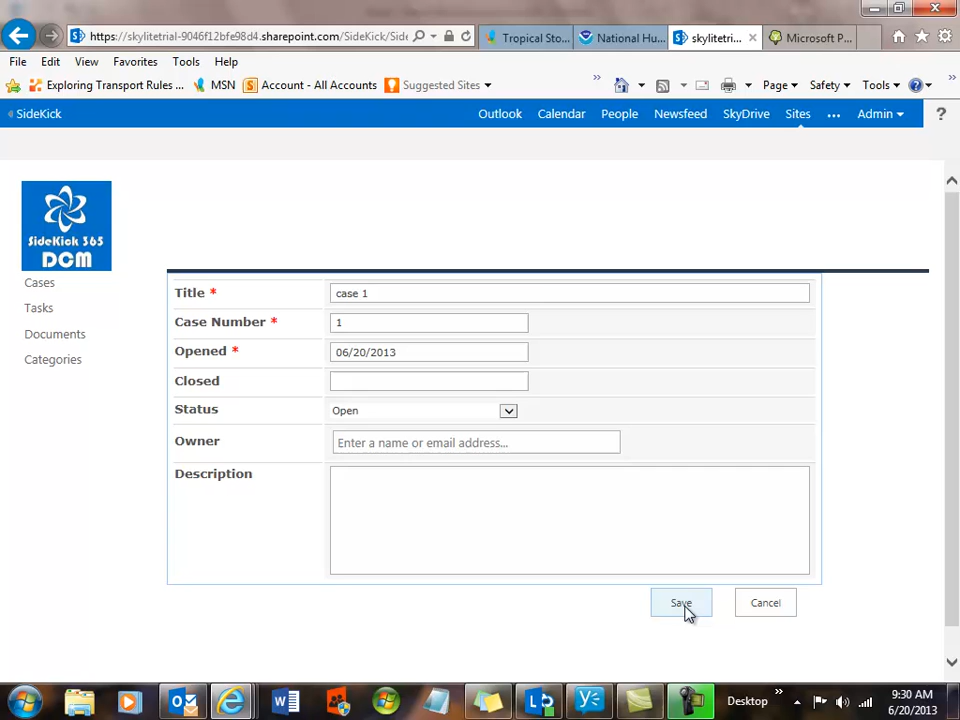 https://skylitetrial-9046f12bfe98d4.sharepoint.com/SideKick/Side
Tropical Sto...
National Hu...
skylitetri...
Microsoft P...
File Edit View Favorites Tools Help
Exploring Transport Rules ...
MSN
Account - All Accounts
Suggested Sites
Page
Safety
Tools
SideKick
Outlook Calendar People Newsfeed SkyDrive Sites ... Admin ?
SideKick 365
DCM
Cases
Tasks
Documents
Categories
Title * case 1
Case Number * 1
Opened * 06/20/2013
Closed
Status Open
Owner Enter a name or email address...
Description
Save Cancel
Desktop
9:30 AM
6/20/2013